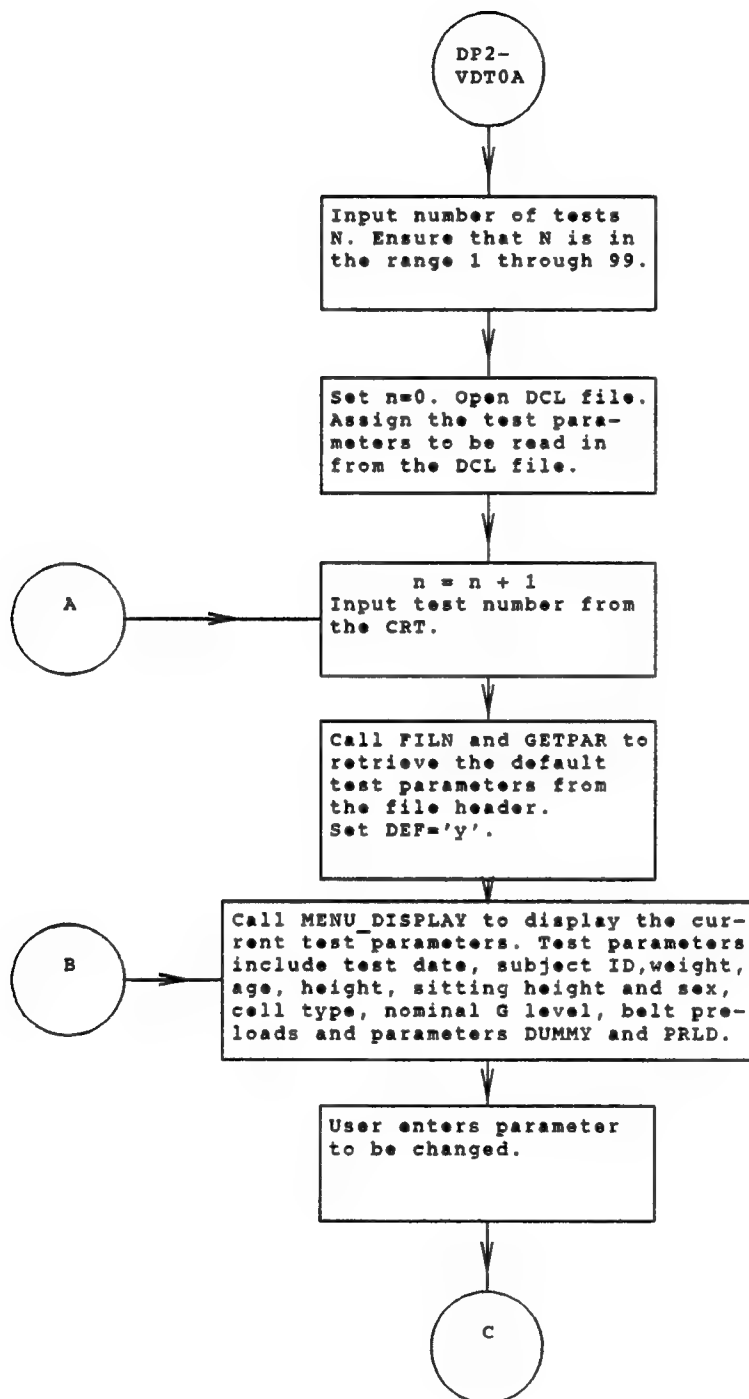 DP2-
VDT0A
Input number of tests
N. Ensure that N is in
the range 1 through 99.
Set n=0. Open DCL file.
Assign the test para-
meters to be read in
from the DCL file.
A
n = n + 1
Input test number from
the CRT.
Call FILN and GETPAR to
retrieve the default
test parameters from
the file header.
Set DEF='y'.
B
Call MENU_DISPLAY to display the cur-
rent test parameters. Test parameters
include test date, subject ID,weight,
age, height, sitting height and sex,
cell type, nominal G level, belt pre-
loads and parameters DUMMY and PRLD.
User enters parameter
to be changed.
C